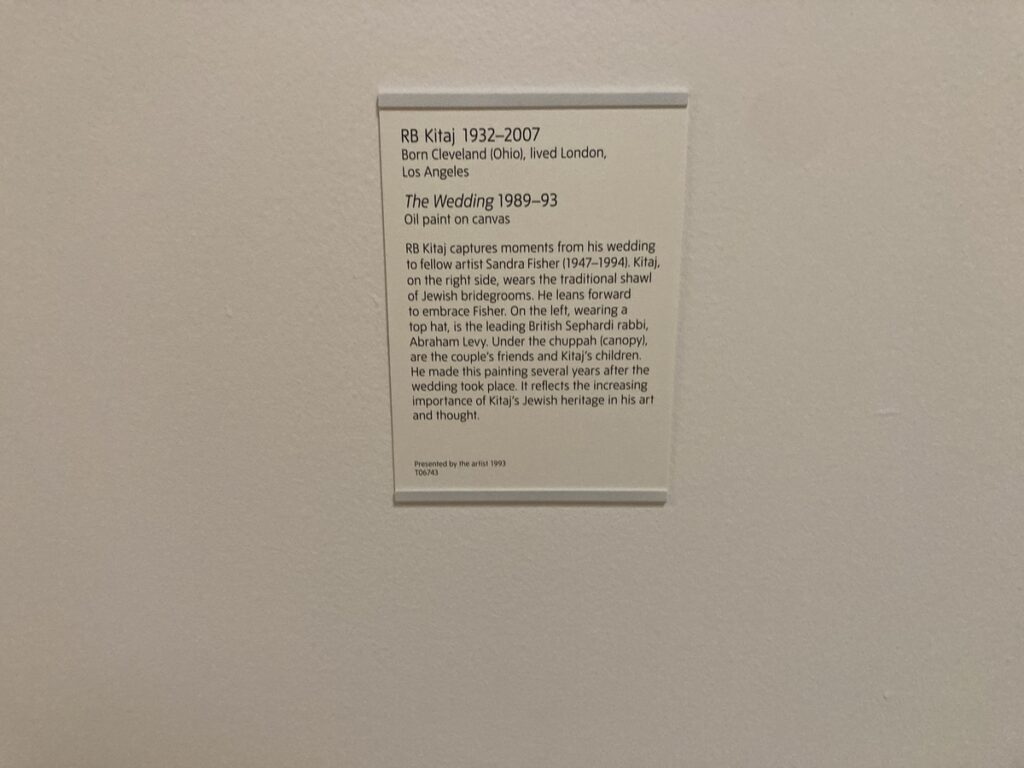 RB Kitaj 1932–2007
Born Cleveland (Ohio), lived London,
Los Angeles
The Wedding 1989–93
Oil paint on canvas
RB Kitaj captures moments from his wedding
to fellow artist Sandra Fisher (1947–1994). Kitaj,
on the right side, wears the traditional shawl
of Jewish bridegrooms. He leans forward
to embrace Fisher. On the left, wearing a
top hat, is the leading British Sephardi rabbi,
Abraham Levy. Under the chuppah (canopy),
are the couple's friends and Kitaj's children.
He made this painting several years after the
wedding took place. It reflects the increasing
importance of Kitaj's Jewish heritage in his art
and thought.
Presented by the artist 1993
T06743